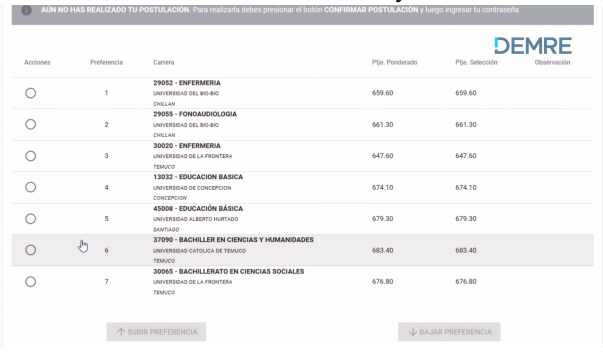 AÚN NO HAS REALIZADO TU POSTULACIÓN. Para realizarla debes presionar el botón CONFIRMAR POSTULACIÓN y luego ingresar tu contraseña
DEMRE
Acciones Preferencia Carrera Ptje. Ponderado Ptje. Selección Observación
29052 - ENFERMERIA
1 UNIVERSIDAD DEL BIO-BIO 659.60 659.60
CHILLAN
29055 - FONOAUDIOLOGIA
2 UNIVERSIDAD DEL BIO-BIO 661.30 661.30
CHILLAN
30020 - ENFERMERIA
3 UNIVERSIDAD DE LA FRONTERA 647.60 647.60
TEMUCO
13032 - EDUCACION BASICA
4 UNIVERSIDAD DE CONCEPCION 674.10 674.10
CONCEPCION
45008 - EDUCACIÓN BÁSICA
5 UNIVERSIDAD ALBERTO HURTADO 679.30 679.30
SANTIAGO
37090 - BACHILLER EN CIENCIAS Y HUMANIDADES
6 UNIVERSIDAD CATOLICA DE TEMUCO 683.40 683.40
TEMUCO
30065 - BACHILLERATO EN CIENCIAS SOCIALES
7 UNIVERSIDAD DE LA FRONTERA 676.80 676.80
TEMUCO
SUBIR PREFERENCIA BAJAR PREFERENCIA